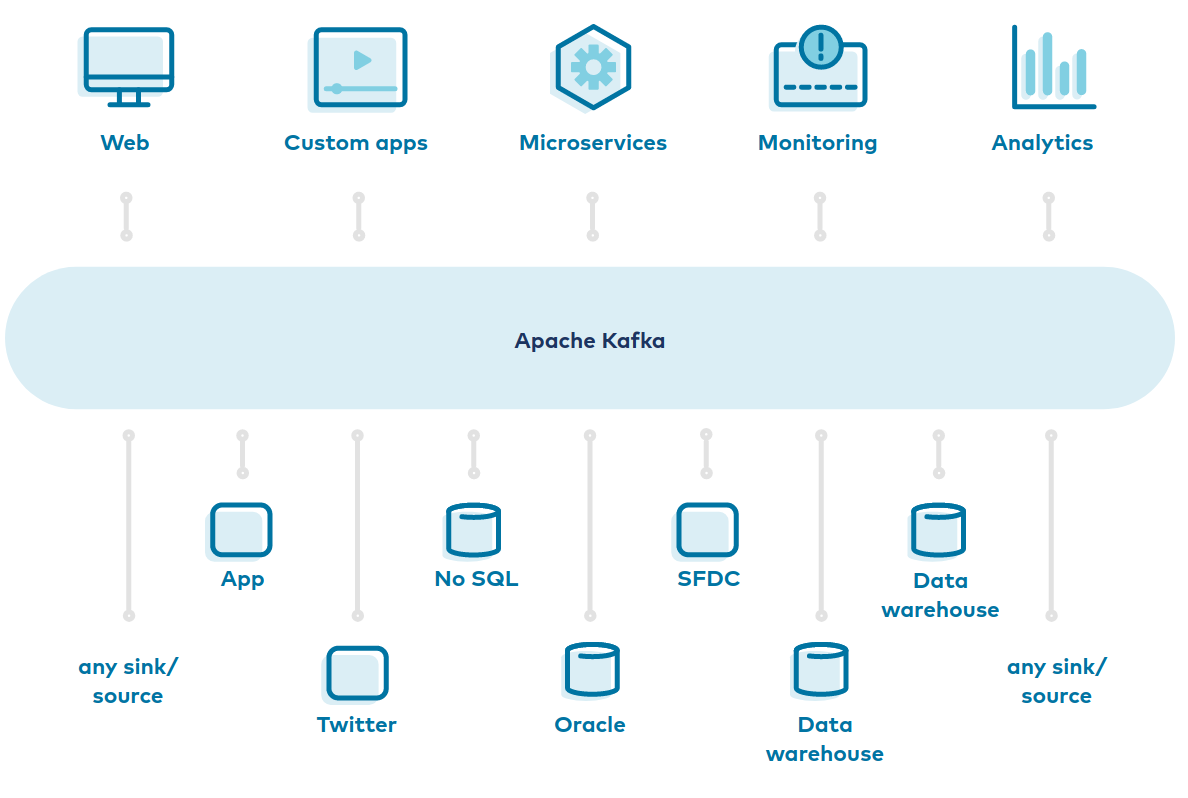 Web
Custom apps
Microservices
Monitoring
Analytics
Apache Kafka
App
No SQL
SFDC
Data
warehouse
any sink/
source
Twitter
Oracle
Data
warehouse
any sink/
source